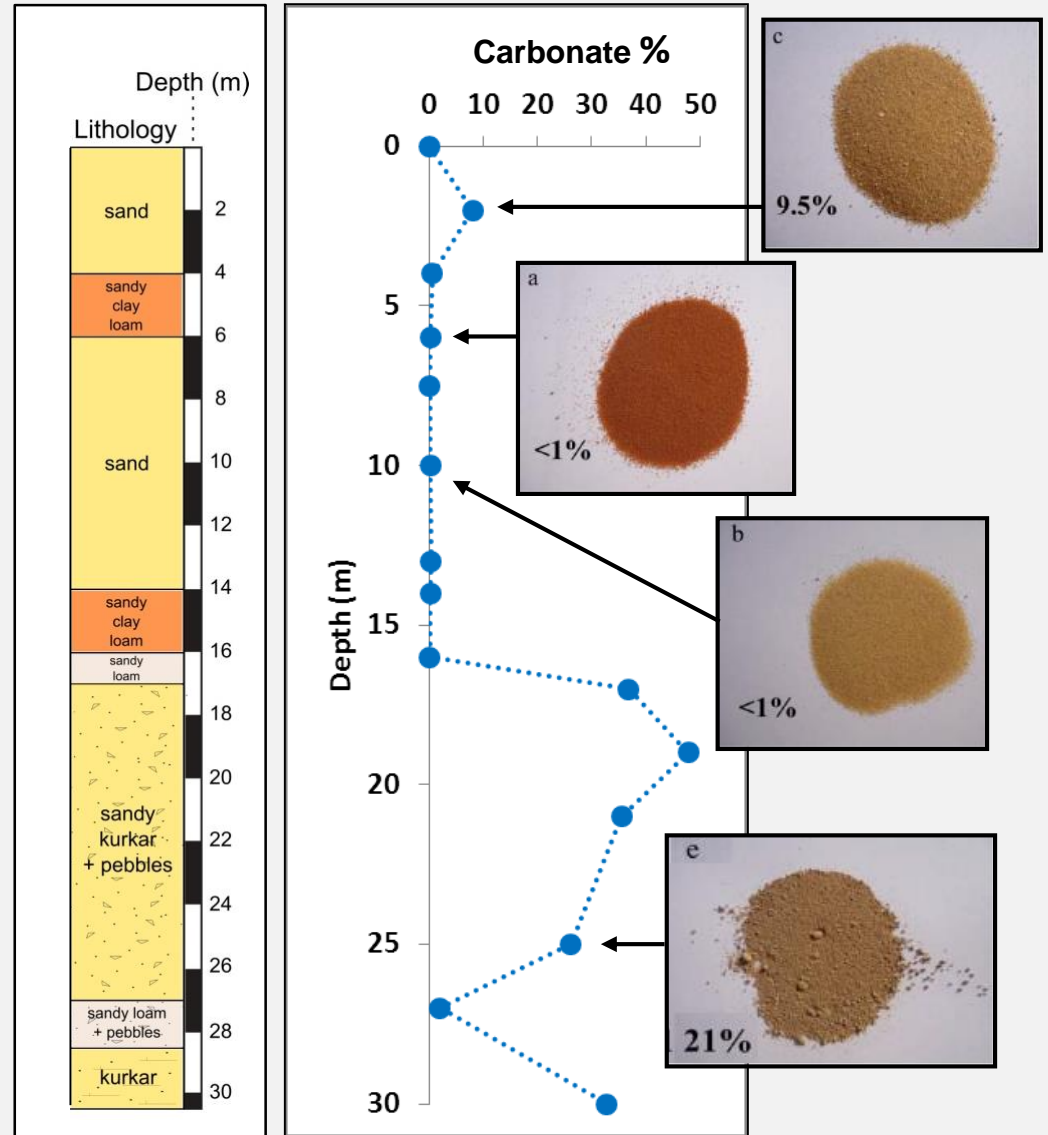 Depth (m)
Lithology
sand
sandy
clay
loam
sand
sandy
clay
loam
sandy
loam
sandy
kurkar
+ pebbles
sandy loam
+ pebbles
kurkar
2
4
6
8
10
12
14
16
18
20
22
24
26
28
30
Carbonate %
0 10 20 30 40 50
Depth (m)
0
5
10
15
20
25
30
c
9.5%
a
<1%
b
<1%
e
21%